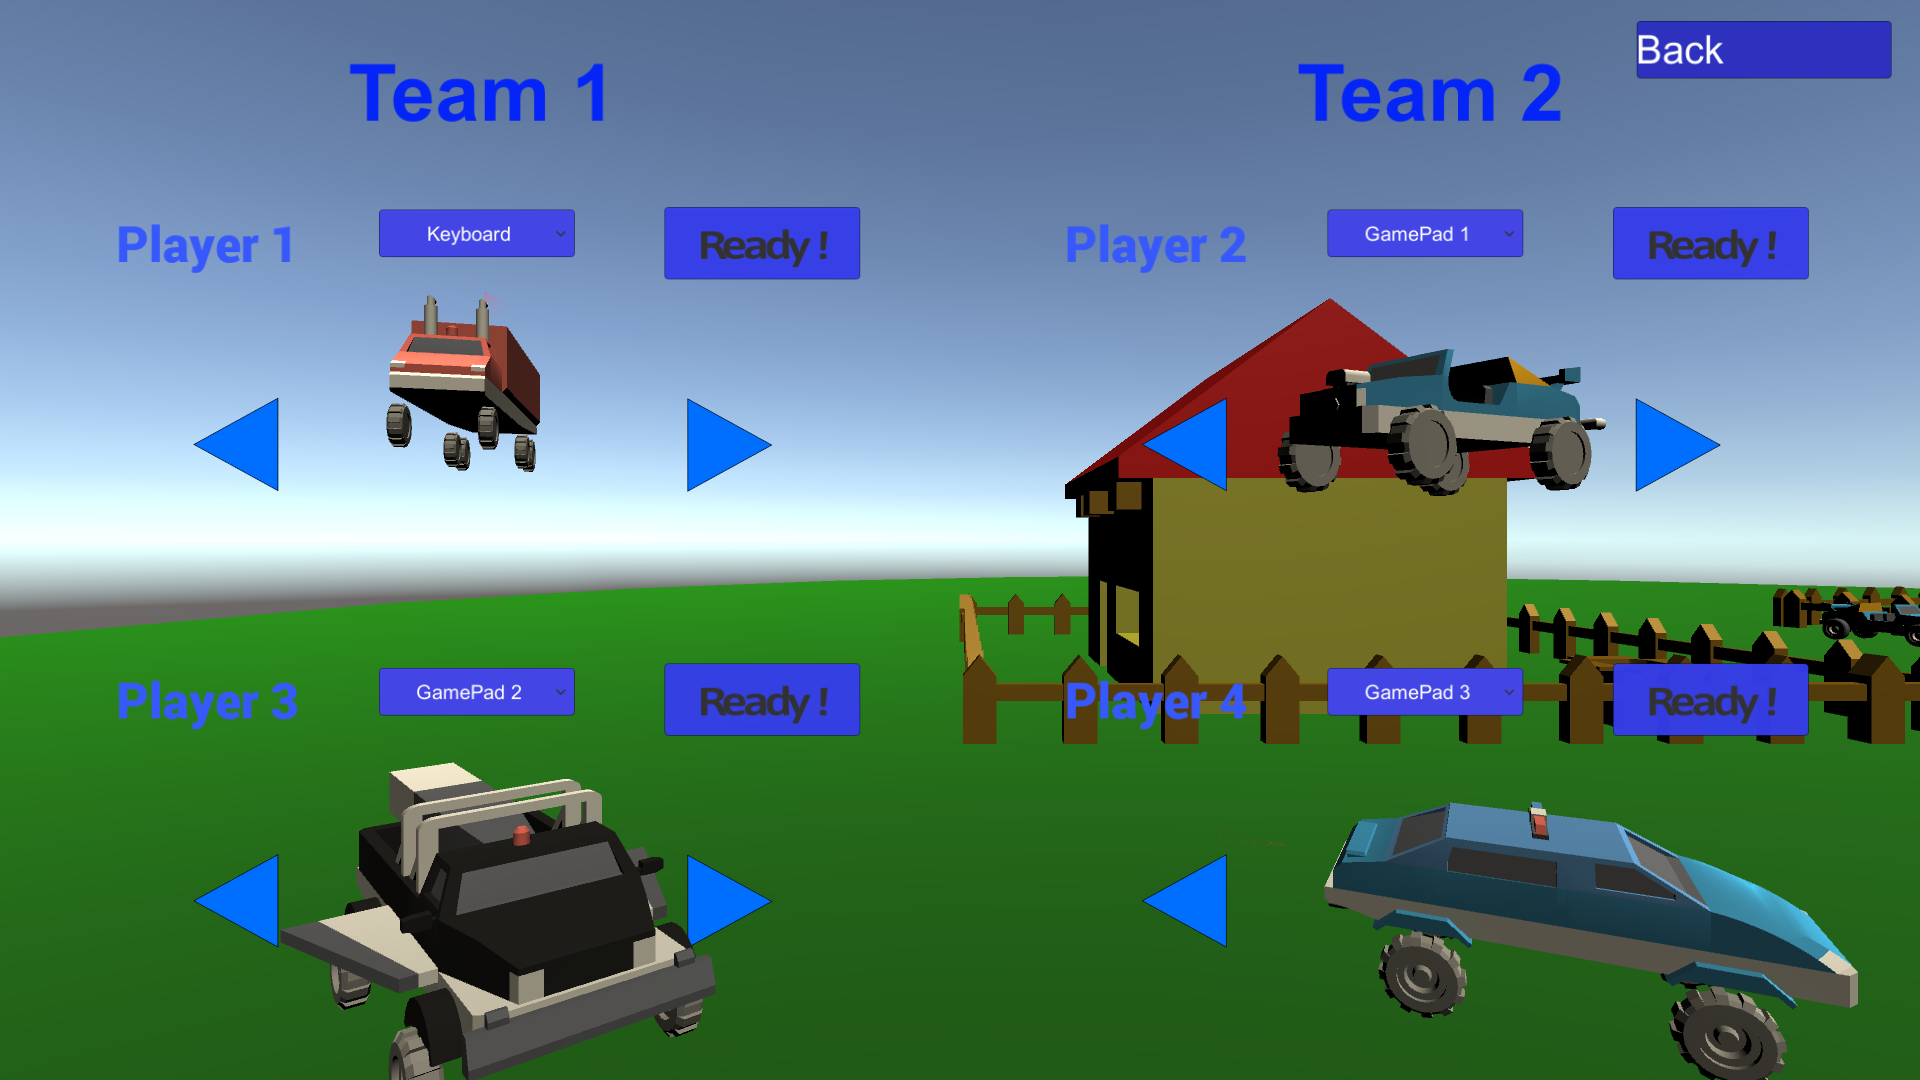 Back
Team 1
Team 2
Player 1
Keyboard
Ready !
Player 2
GamePad 1
Ready !
Player 3
GamePad 2
Ready !
Player 4
GamePad 3
Ready !